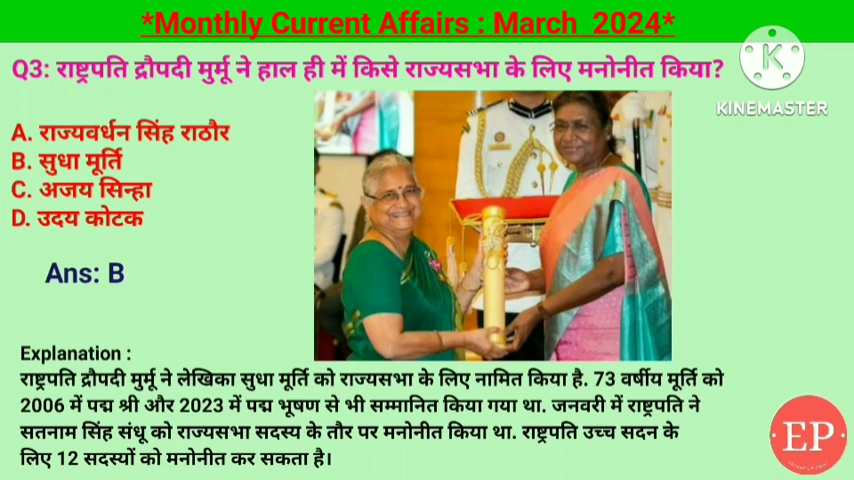 *Monthly Current Affairs : March 2024*
Q3: राष्ट्रपति द्रौपदी मुर्मू ने हाल ही में किसे राज्यसभा के लिए मनोनीत किया?
KINEMASTER
A. राज्यवर्धन सिंह राठौर
B. सुधा मूर्ति
C. अजय सिन्हा
D. उदय कोटक
Ans: B
Explanation :
राष्ट्रपति द्रौपदी मुर्मू ने लेखिका सुधा मूर्ति को राज्यसभा के लिए नामित किया है. 73 वर्षीय मूर्ति को
2006 में पद्म श्री और 2023 में पद्म भूषण से भी सम्मानित किया गया था. जनवरी में राष्ट्रपति ने
सतनाम सिंह संधू को राज्यसभा सदस्य के तौर पर मनोनीत किया था. राष्ट्रपति उच्च सदन के
लिए 12 सदस्यों को मनोनीत कर सकता है।
EP